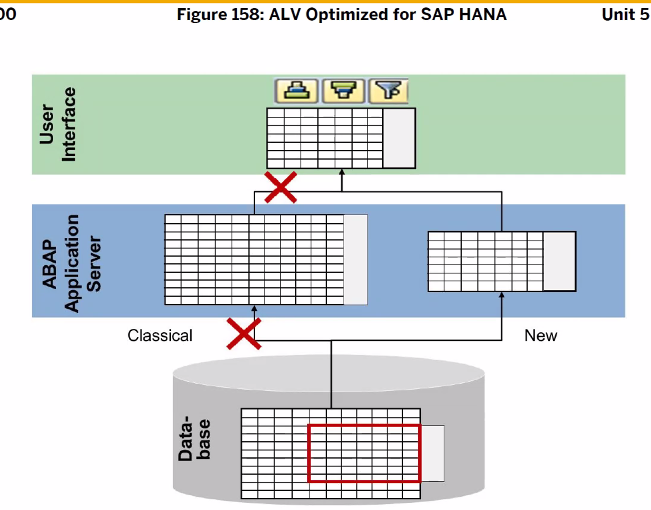 00
Figure 158: ALV Optimized for SAP HANA
Unit 5
User
Interface
ABAP
Application
Server
Classical
New
Data-
base